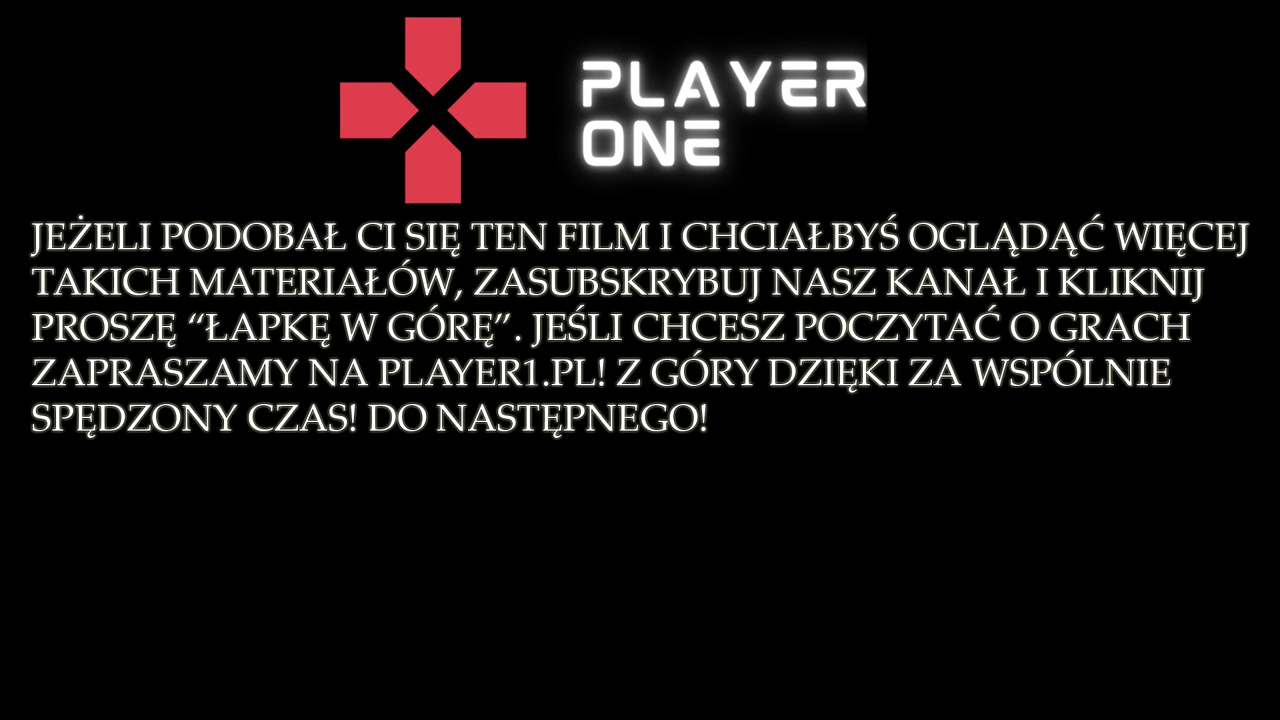 PLAYER
ONE
JEŻELI PODOBAŁ CI SIĘ TEN FILM I CHCIAŁBYŚ OGLĄDĄĆ WIĘCEJ
TAKICH MATERIAŁÓW, ZASUBSKRYBUJ NASZ KANAŁ I KLIKNIJ
PROSZĘ “ŁAPKĘ W GÓRĘ”. JEŚLI CHCESZ POCZYTAĆ O GRACH
ZAPRASZAMY NA PLAYER1.PL! Z GÓRY DZIĘKI ZA WSPÓLNIE
SPĘDZONY CZAS! DO NASTĘPNEGO!